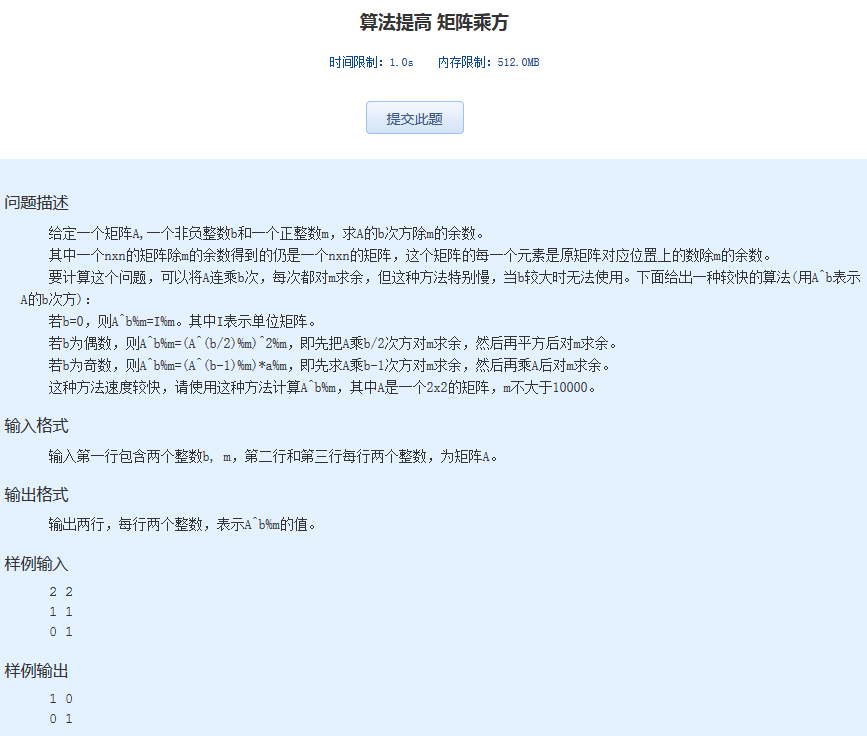 算法提高 矩阵乘方
时间限制：1.0s 内存限制：512.0MB
提交此题
问题描述
给定一个矩阵A,一个非负整数b和一个正整数m，求A的b次方除m的余数。
其中一个nxn的矩阵除m的余数得到的仍是一个nxn的矩阵，这个矩阵的每一个元素是原矩阵对应位置上的数除m的余数。
要计算这个问题，可以将A连乘b次，每次都对m求余，但这种方法特别慢，当b较大时无法使用。下面给出一种较快的算法(用A^b表示
A的b次方)：
若b=0，则A^b%m=I%m。其中I表示单位矩阵。
若b为偶数，则A^b%m=(A^(b/2)%m)^2%m，即先把A乘b/2次方对m求余，然后再平方后对m求余。
若b为奇数，则A^b%m=(A^(b-1)%m)*a%m，即先求A乘b-1次方对m求余，然后再乘A后对m求余。
这种方法速度较快，请使用这种方法计算A^b%m，其中A是一个2x2的矩阵，m不大于10000。
输入格式
输入第一行包含两个整数b, m，第二行和第三行每行两个整数，为矩阵A。
输出格式
输出两行，每行两个整数，表示A^b%m的值。
样例输入
2 2
1 1
0 1
样例输出
1 0
0 1